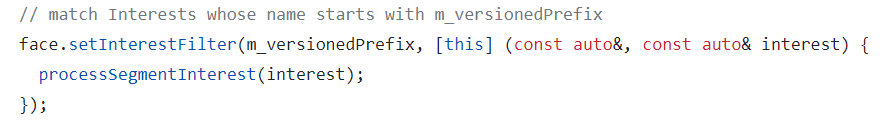 // match Interests whose name starts with m_versionedPrefix
face.setInterestFilter(m_versionedPrefix, [this] (const auto&, const auto& interest) {
  processSegmentInterest(interest);
});